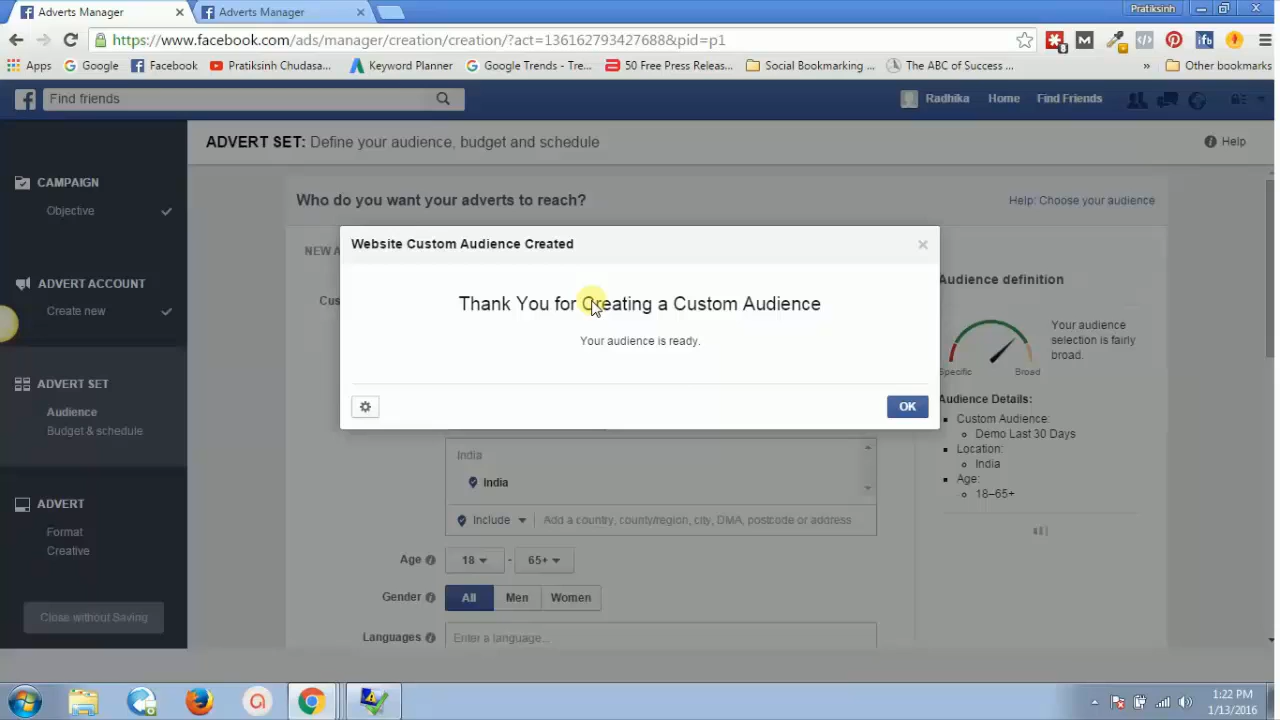 Adverts Manager
Adverts Manager
Pratiksinh
https://www.facebook.com/ads/manager/creation/creation/?act=136162793427688&pid=p1
Apps
Google
Facebook
Pratiksinh Chudasa...
Keyword Planner
Google Trends - Tre...
50 Free Press Releas...
Social Bookmarking ...
The ABC of Success ...
»
Other bookmarks
Find friends
Radhika
Home
Find Friends
ADVERT SET: Define your audience, budget and schedule
Help
CAMPAIGN
Objective
ADVERT ACCOUNT
Create new
ADVERT SET
Audience
Budget & schedule
ADVERT
Format
Creative
Close without Saving
Who do you want your adverts to reach?
Help: Choose your audience
NEW A
Cus
Website Custom Audience Created
×
Thank You for Creating a Custom Audience
Your audience is ready.
OK
India
India
Include
Add a country, county/region, city, DMA, postcode or address
Age
18
-
65+
Gender
All
Men
Women
Languages
Enter a language...
Audience definition
Your audience
selection is fairly
broad.
Specific
Broad
Audience Details:
Custom Audience:
Demo Last 30 Days
Location:
India
Age:
18–65+
1:22 PM
1/13/2016